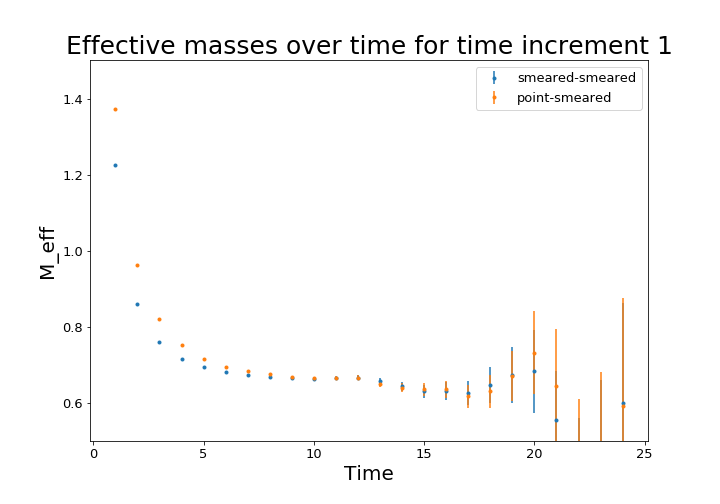 Effective masses over time for time increment 1
smeared-smeared
point-smeared
M_eff
1.4
1.2
1.0
0.8
0.6
0
5
10
15
20
25
Time